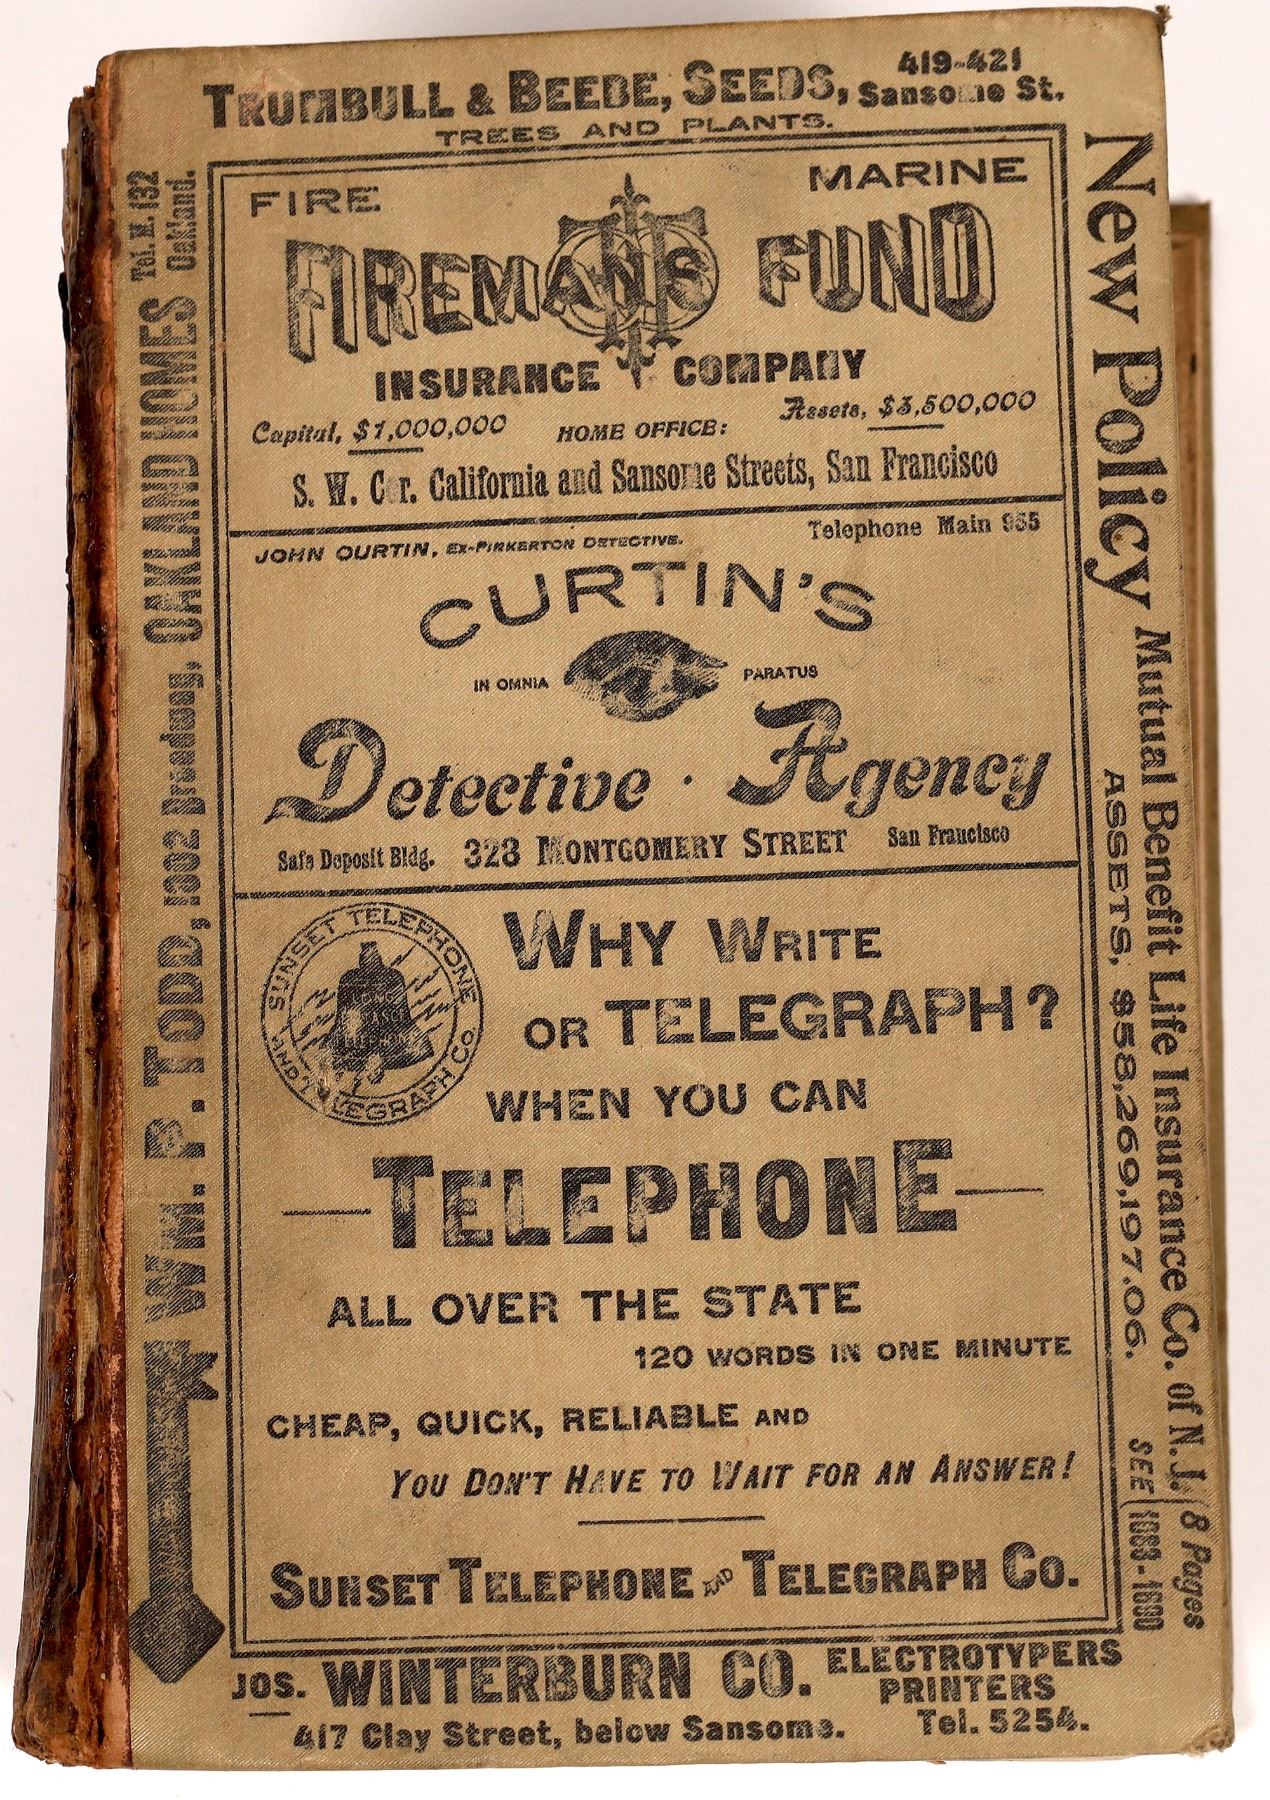 TRUMBULL & BEEBE, SEEDS, 419-421 Sansome St.
TREES AND PLANTS.
FIRE MARINE
FIREMAN'S FUND
INSURANCE COMPANY
Capital, $1,000,000 HOME OFFICE: Assets, $3,500,000
S. W. Cor. California and Sansome Streets, San Francisco
JOHN CURTIN, EX-PINKERTON DETECTIVE. Telephone Main 955
CURTIN'S
IN OMNIA PARATUS
Detective · Agency
Safe Deposit Bldg. 328 MONTGOMERY STREET San Francisco
SUNSET TELEPHONE AND TELEGRAPH CO.
LONG
DISTANCE
TELEPHONE
WHY WRITE
OR TELEGRAPH?
WHEN YOU CAN
TELEPHONE
ALL OVER THE STATE
120 WORDS IN ONE MINUTE
CHEAP, QUICK, RELIABLE AND
YOU DON'T HAVE TO WAIT FOR AN ANSWER!
SUNSET TELEPHONE AND TELEGRAPH CO.
JOS. WINTERBURN CO. ELECTROTYPERS
PRINTERS
417 Clay Street, below Sansome. Tel. 5254.
WM. P. TODD, 1002 Broadway, OAKLAND HOMES Tel. M. 132
Oakland.
New Policy Mutual Benefit Life Insurance Co. of N. J. 8 Pages
ASSETS, $58,269,197.06. SEE